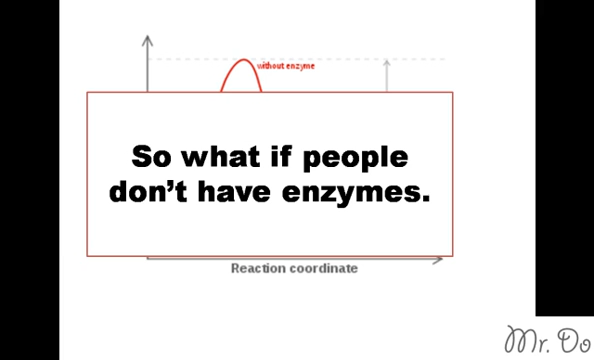 without enzyme
So what if people
don't have enzymes.
Reaction coordinate
Mr. Do